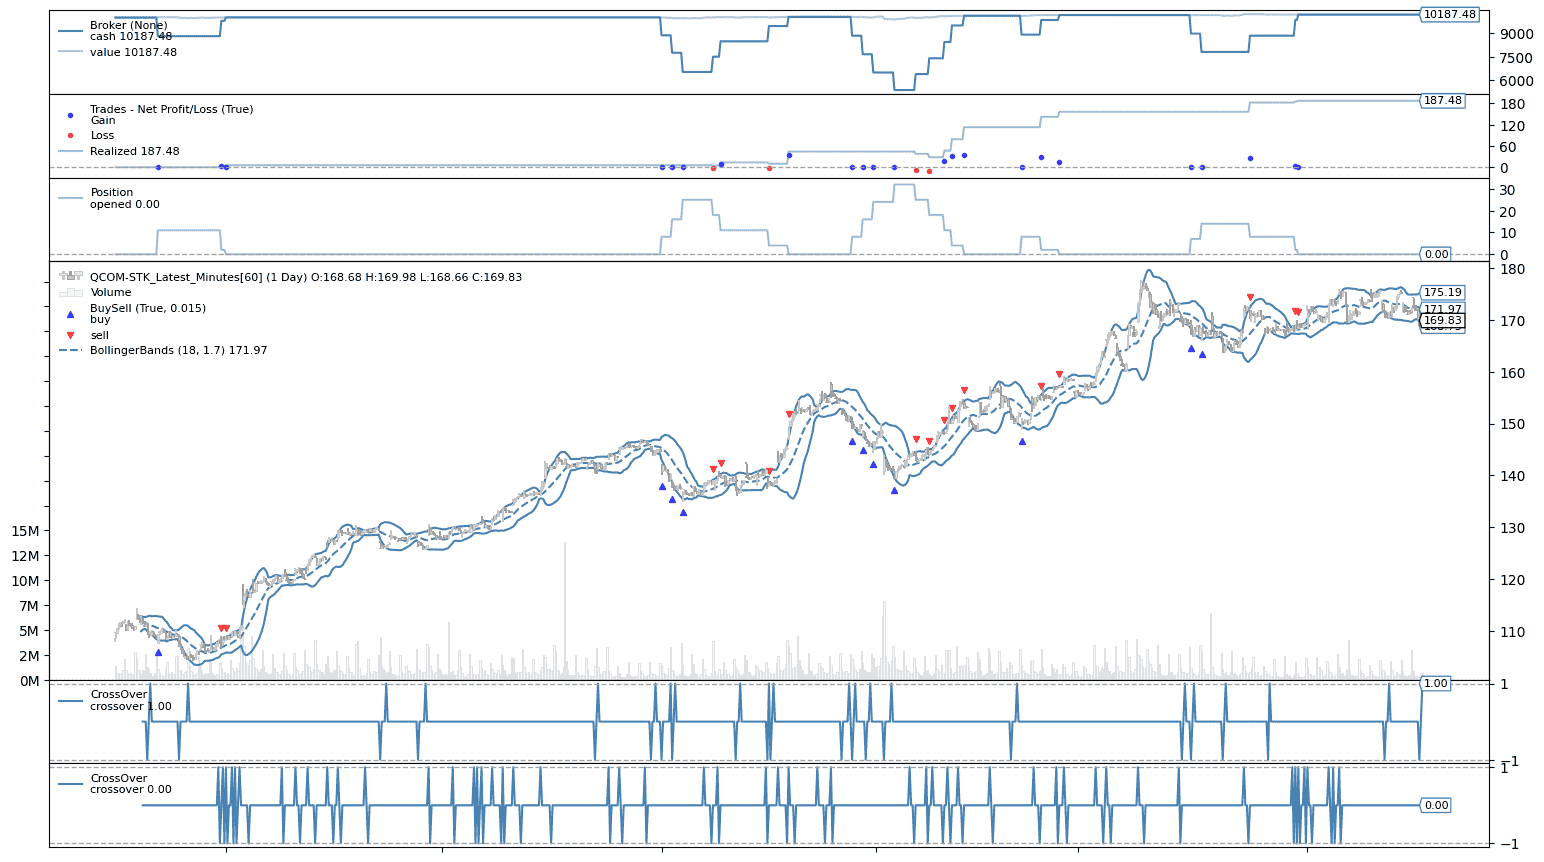 Broker (None)
cash 10187.48
value 10187.48
10187.48
9000
7500
6000
Trades - Net Profit/Loss (True)
Gain
Loss
Realized 187.48
187.48
180
120
60
0
Position
opened 0.00
30
20
10
0
0.00
QCOM-STK_Latest_Minutes[60] (1 Day) O:168.68 H:169.98 L:168.66 C:169.83
Volume
BuySell (True, 0.015)
buy
sell
BollingerBands (18, 1.7) 171.97
180
175.19
171.97
170
169.83
160
150
140
130
120
110
15M
12M
10M
7M
5M
2M
0M
CrossOver
crossover 1.00
1.00
1
−1
CrossOver
crossover 0.00
1
0.00
−1